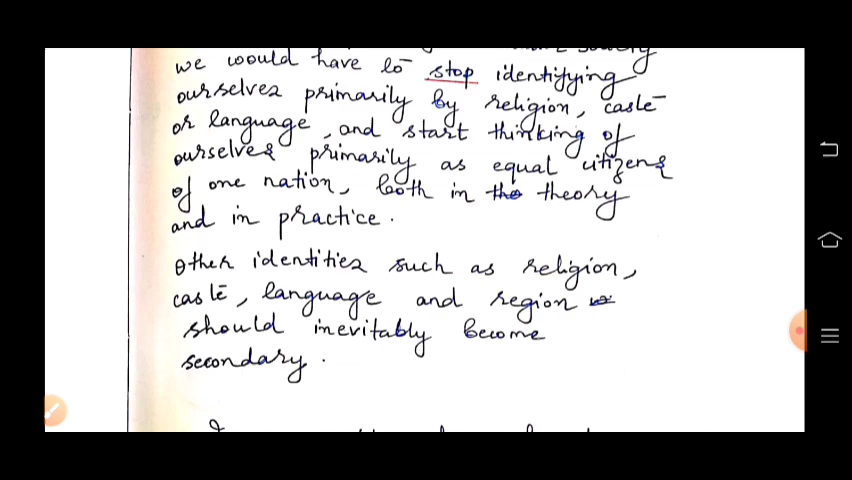 we would have to stop identifying
ourselves primarily by religion, caste
or language, and start thinking of
ourselves primarily as equal citizens
of one nation, both in the theory
and in practice.
Other identities such as religion,
caste, language and region
should inevitably become
secondary.